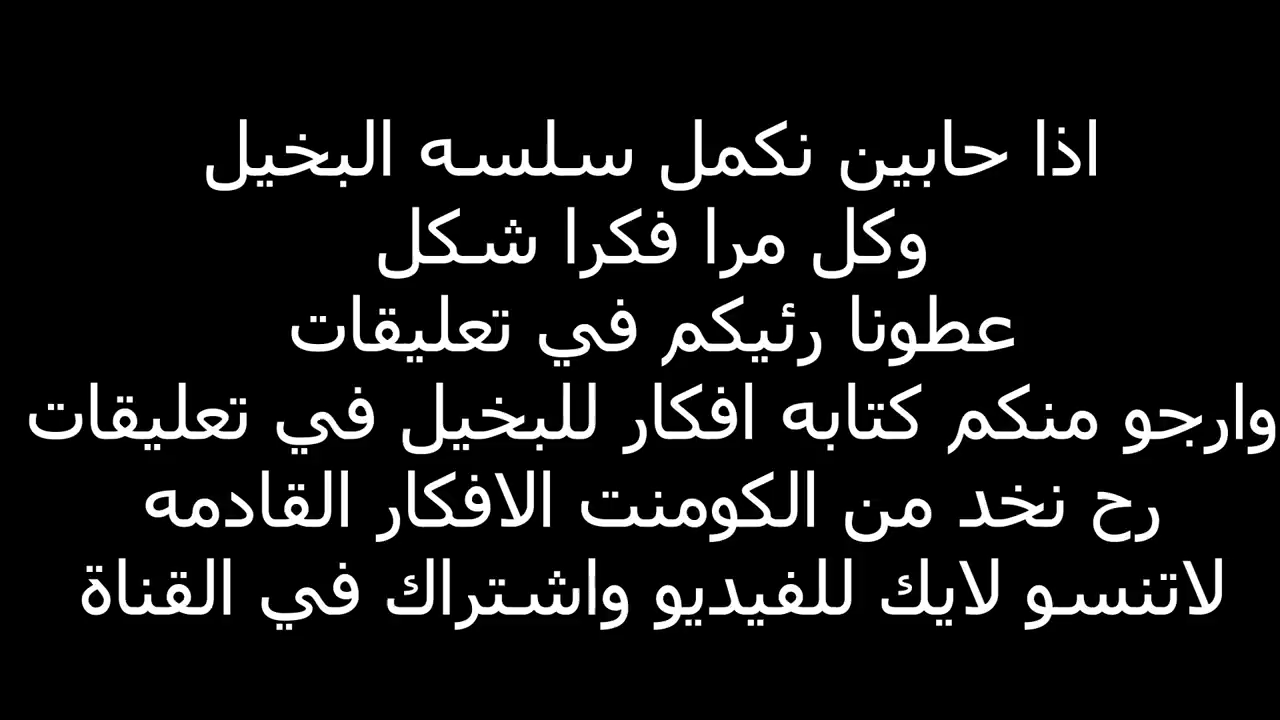 اذا حابين نكمل سلسه البخيل
وكل مرا فكرا شكل
عطونا رئيكم في تعليقات
وارجو منكم كتابه افكار للبخيل في تعليقات
رح نخد من الكومنت الافكار القادمه
لاتنسو لايك للفيديو واشتراك في القناة